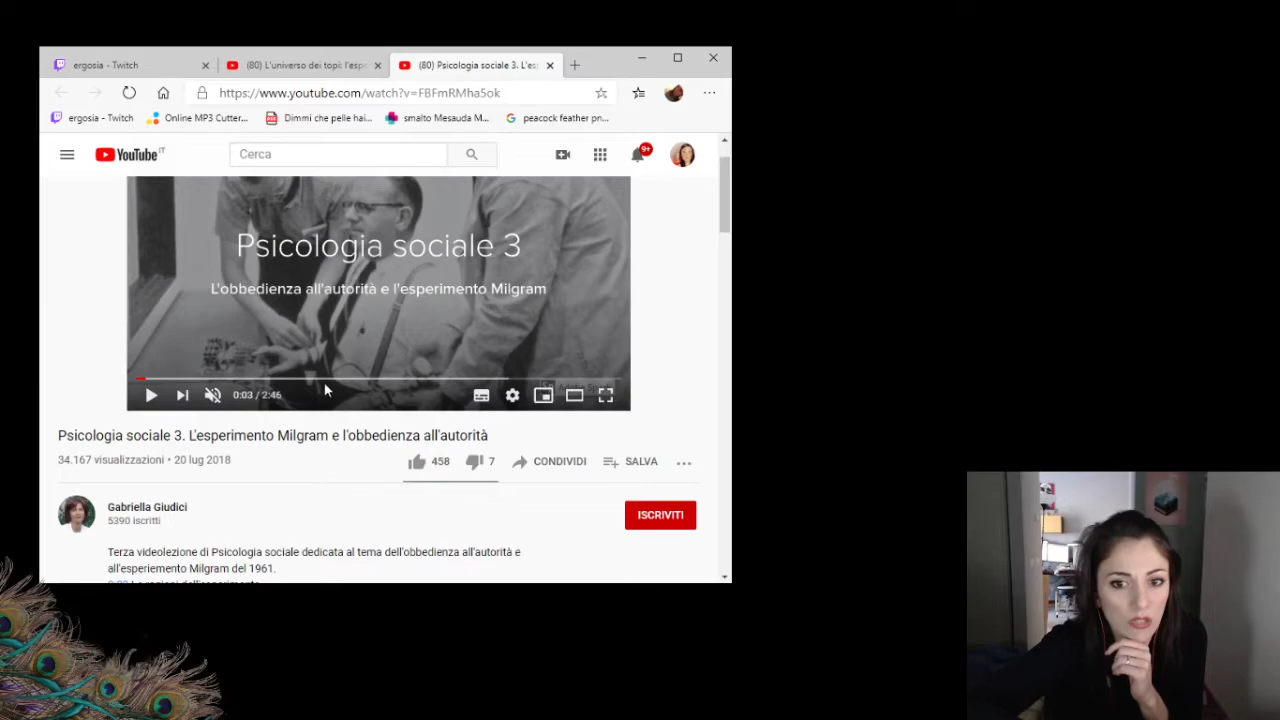 ergosia - Twitch
(80) L'universo dei topi: l'espe
(80) Psicologia sociale 3. L'es
https://www.youtube.com/watch?v=FBFmRMha5ok
ergosia - Twitch
Online MP3 Cutter...
Dimmi che pelle hai...
smalto Mesauda M...
peacock feather pn...
YouTube IT
Cerca
9+
Psicologia sociale 3
L'obbedienza all'autorità e l'esperimento Milgram
0:03 / 2:46
Psicologia sociale 3. L'esperimento Milgram e l'obbedienza all'autorità
34.167 visualizzazioni • 20 lug 2018
458
7
CONDIVIDI
SALVA
Gabriella Giudici
5390 iscritti
ISCRIVITI
Terza videolezione di Psicologia sociale dedicata al tema dell'obbedienza all'autorità e
all'esperiemento Milgram del 1961.